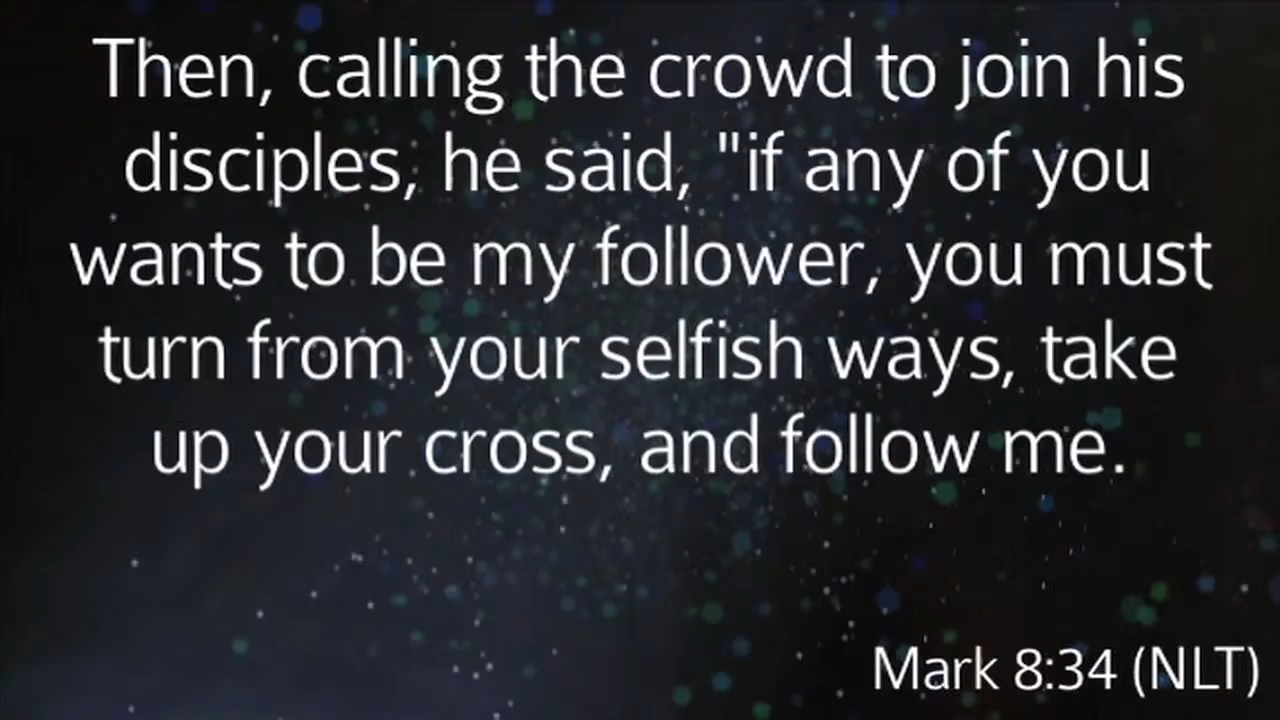 Then, calling the crowd to join his
disciples, he said, "if any of you
wants to be my follower, you must
turn from your selfish ways, take
up your cross, and follow me.
Mark 8:34 (NLT)